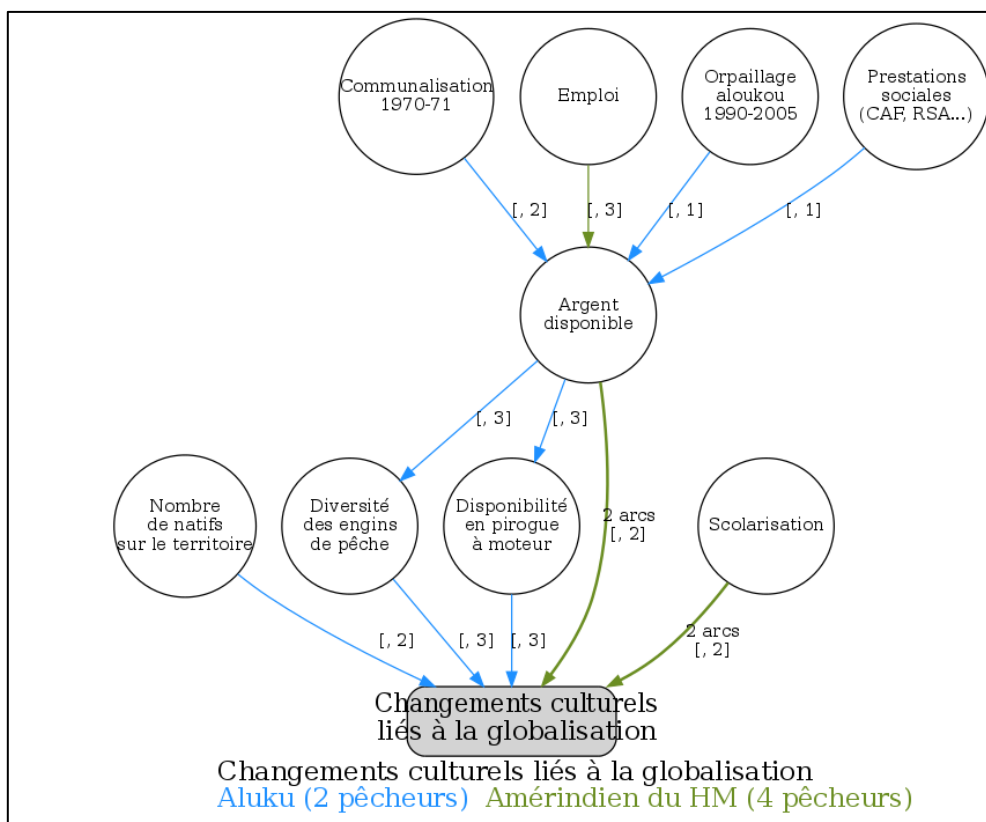 Communalisation
1970-71
Emploi
Orpaillage
aloukou
1990-2005
Prestations
sociales
(CAF, RSA...)
[, 2]
[, 3]
[, 1]
[, 1]
Argent
disponible
[, 3]
[, 3]
2 arcs
[, 2]
Nombre
de natifs
sur le territoire
Diversité
des engins
de pêche
Disponibilité
en pirogue
à moteur
Scolarisation
[, 2]
[, 3]
[, 3]
2 arcs
[, 2]
Changements culturels
liés à la globalisation
Changements culturels liés à la globalisation
Aluku (2 pêcheurs) Amérindien du HM (4 pêcheurs)